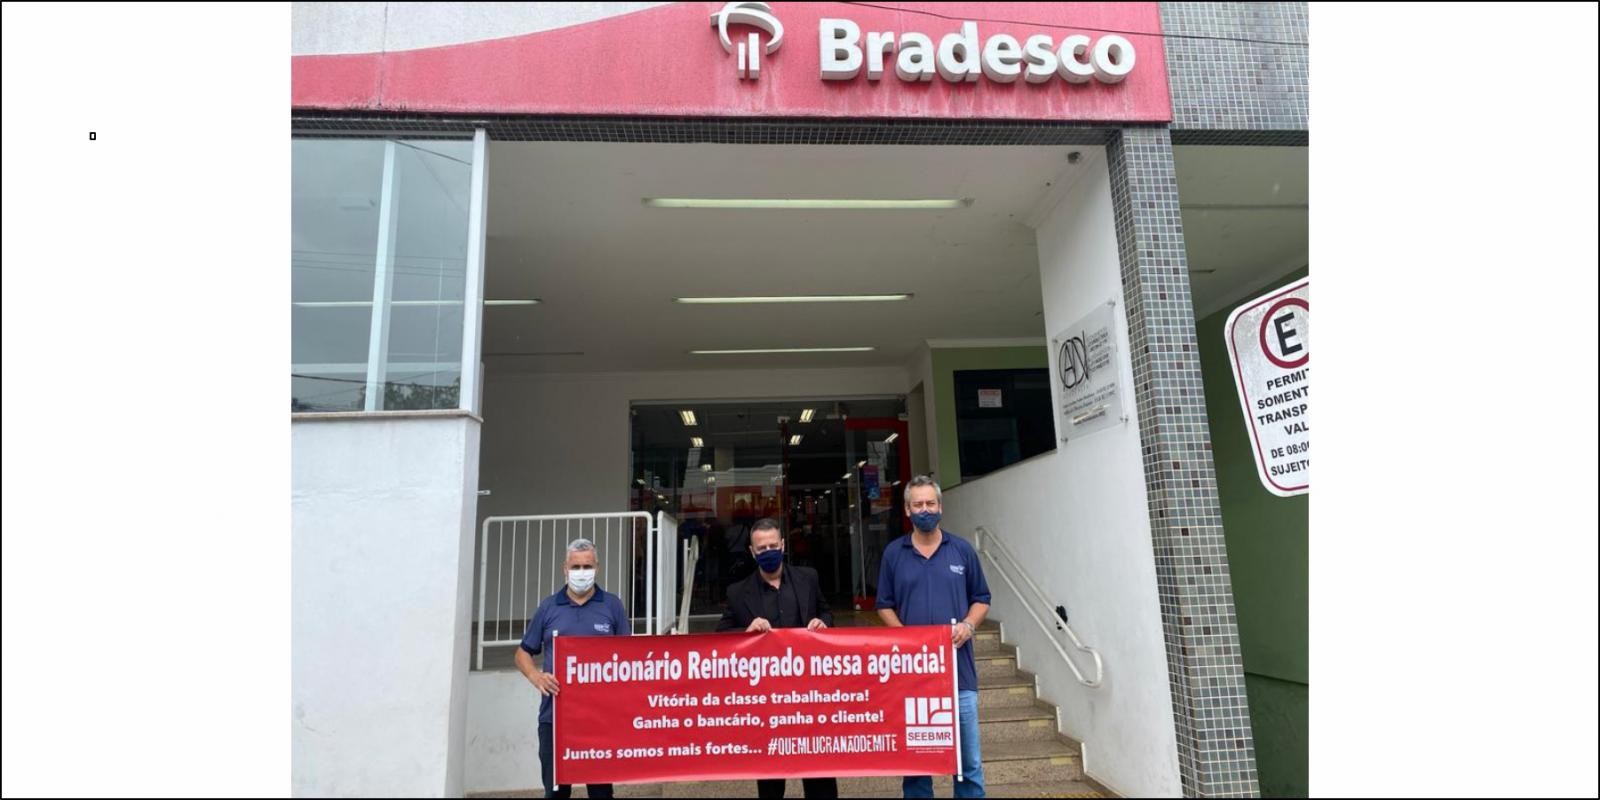 Bradesco
E
PERMIT
SOMENT
TRANSP
VAL
DE 08:0
SUJEIT
Funcionário Reintegrado nessa agência!
Vitória da classe trabalhadora!
Ganha o bancário, ganha o cliente!
Juntos somos mais fortes... #QUEMLUCRANÃODEMITE
SEEBMR